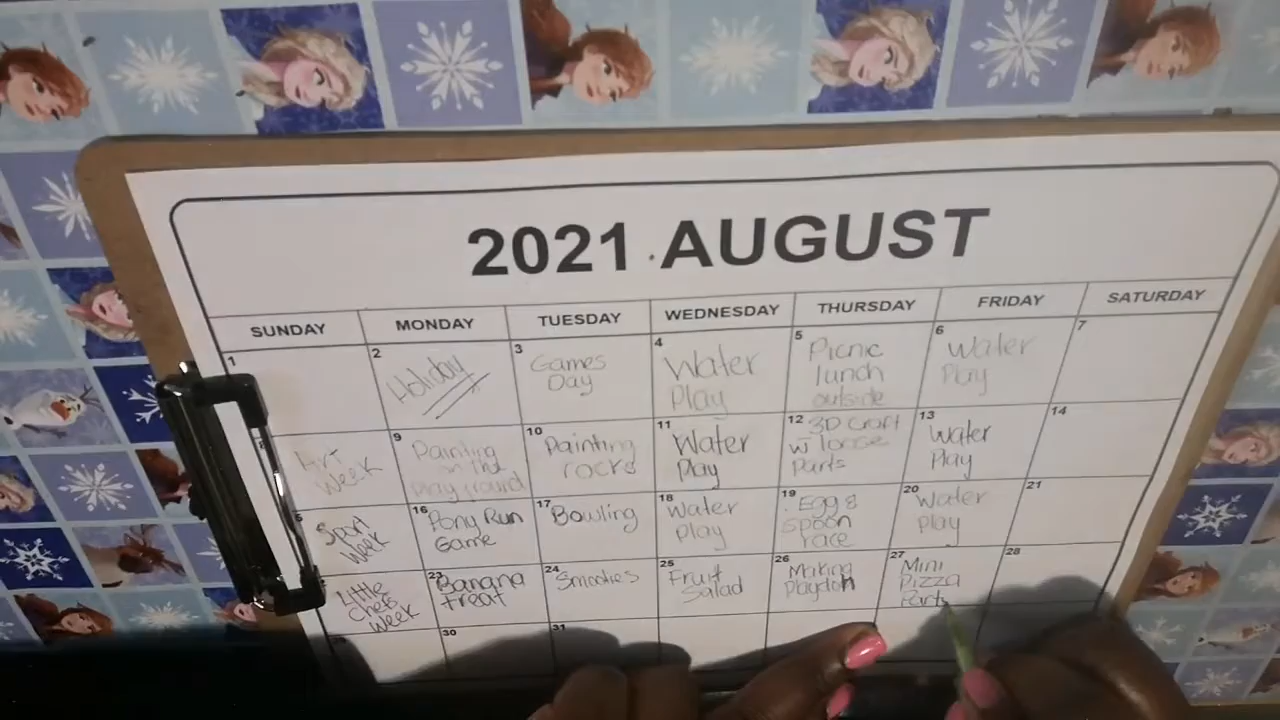 2021 AUGUST
SUNDAY MONDAY TUESDAY WEDNESDAY THURSDAY FRIDAY SATURDAY
1
2
Holiday
3
Games
Day
4
Water
Play
5
Picnic
lunch
outside
6
Water
Play
7
Art
Week
9
Painting
on the
playground
10
Painting
rocks
11
Water
Play
12
3D Craft
w loose
Parts
13
Water
Play
14
Sport
Week
16
Pony Run
Game
17
Bowling
18
Water
play
19
Egg &
spoon
race
20
Water
play
21
Little
Chefs
Week
23
Banana
treat
24
Smoothies
25
Fruit
Salad
26
Making
Playdoh
27
Mini
Pizza
Party
28
30
31